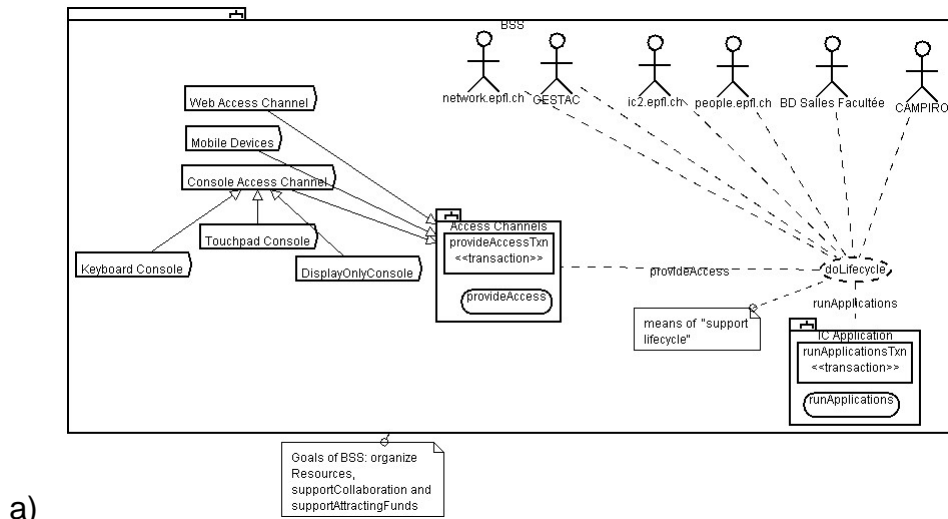 BSS
network.epfl.ch
GESTAC
ic2.epfl.ch
people.epfl.ch
BD Salles Facultée
CAMPIRO
Web Access Channel
Mobile Devices
Console Access Channel
Touchpad Console
Keyboard Console
DisplayOnlyConsole
Access Channels
provideAccessTxn
<<transaction>>
provideAccess
provideAccess
doLifecycle
runApplications
means of "support
lifecycle"
IC Application
runApplicationsTxn
<<transaction>>
runApplications
Goals of BSS: organize
Resources,
supportCollaboration and
supportAttractingFunds
a)